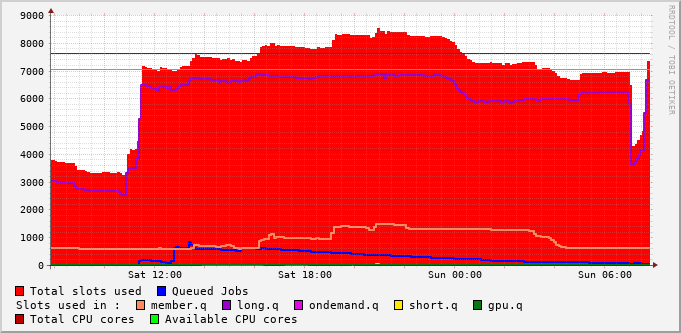 9000
8000
7000
6000
5000
4000
3000
2000
1000
0
Sat 12:00 Sat 18:00 Sun 00:00 Sun 06:00
Total slots used Queued Jobs
Slots used in : member.q long.q ondemand.q short.q gpu.q
Total CPU cores Available CPU cores
RRDTOOL / TOBI OETIKER